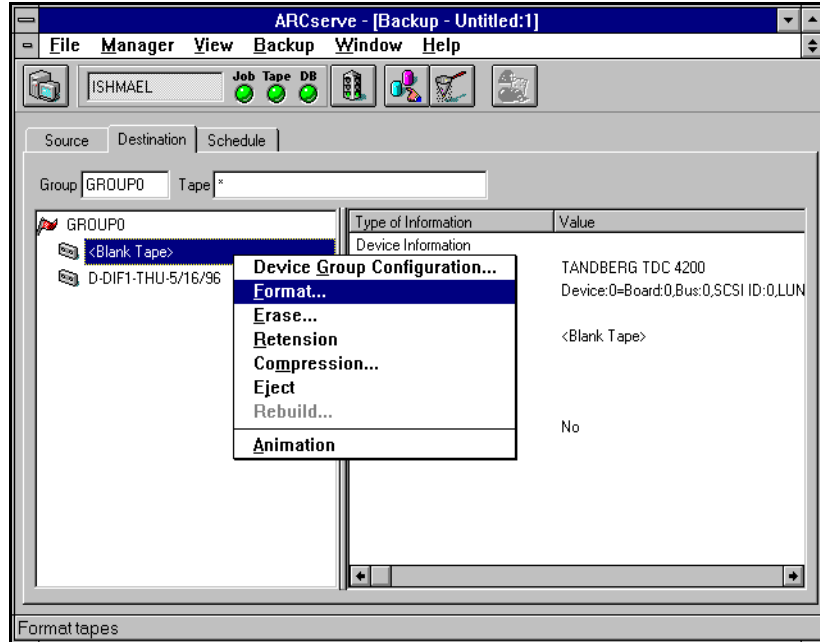 ARCserve - [Backup - Untitled:1]
File Manager View Backup Window Help
ISHMAEL Job Tape DB
Source Destination Schedule
Group GROUP0 Tape *
GROUP0
<Blank Tape>
D-DIF1-THU-5/16/96
Type of Information Value
Device Information
TANDBERG TDC 4200
Device:0=Board:0,Bus:0,SCSI ID:0,LUN
<Blank Tape>
No
Device Group Configuration...
Format...
Erase...
Retension
Compression...
Eject
Rebuild...
Animation
Format tapes